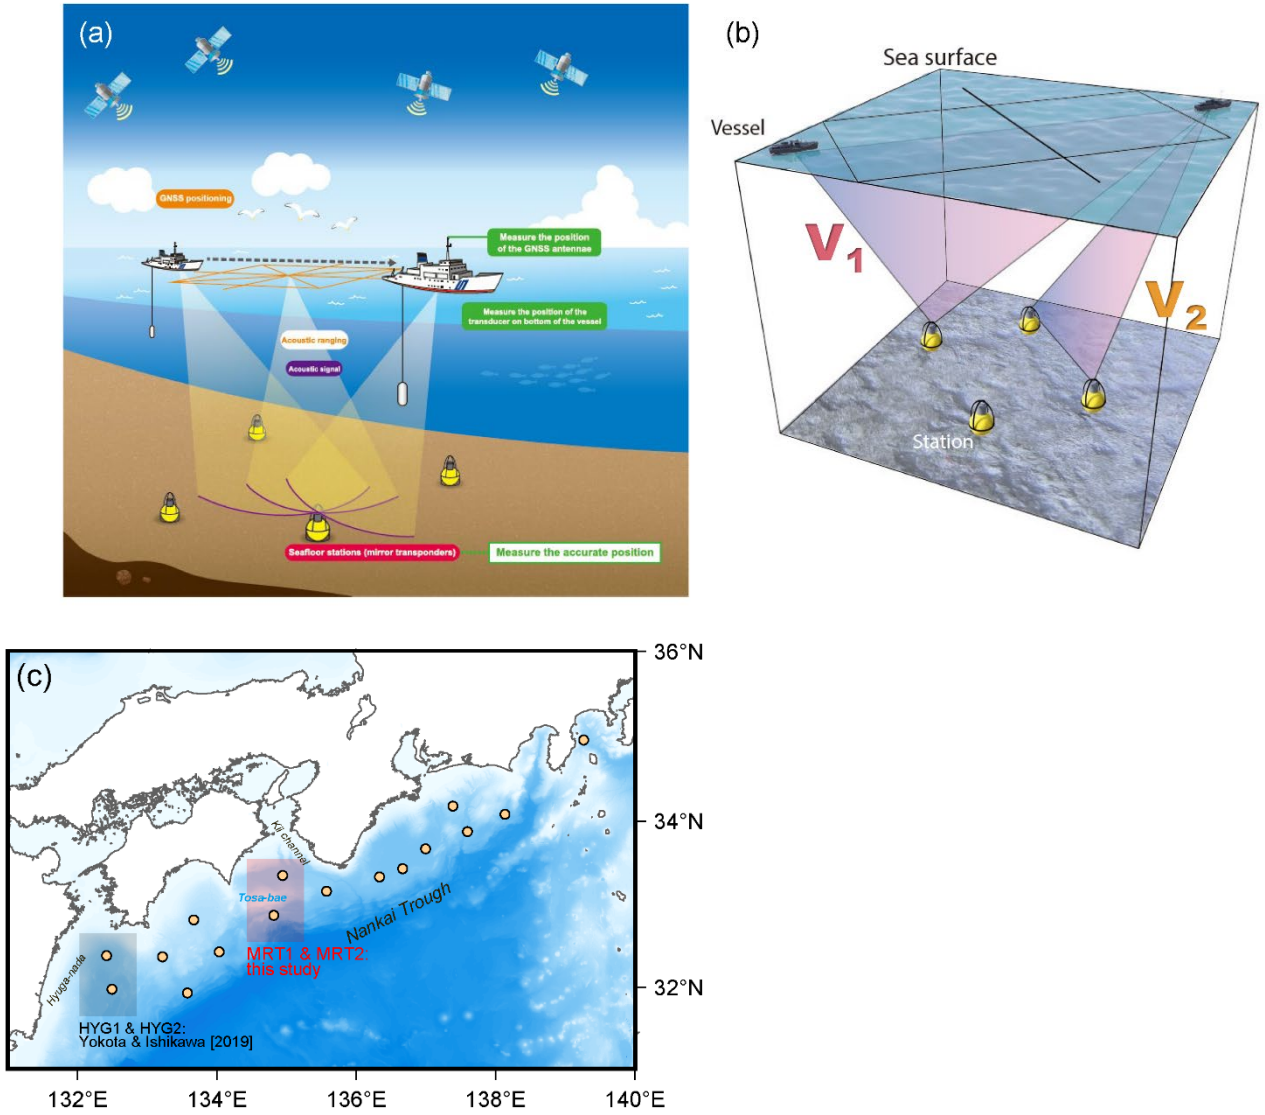 (a)
GNSS positioning
Measure the position
of the GNSS antennae
Measure the position of the
transducer on bottom of the vessel
Acoustic ranging
Acoustic signal
Seafloor stations (mirror transponders)
Measure the accurate position
(b)
Sea surface
Vessel
V1
V2
Station
(c)
36°N
34°N
32°N
Kii channel
Tosa-bae
Nankai Trough
MRT1 & MRT2:
this study
Hyuga-nada
HYG1 & HYG2:
Yokota & Ishikawa [2019]
132°E
134°E
136°E
138°E
140°E